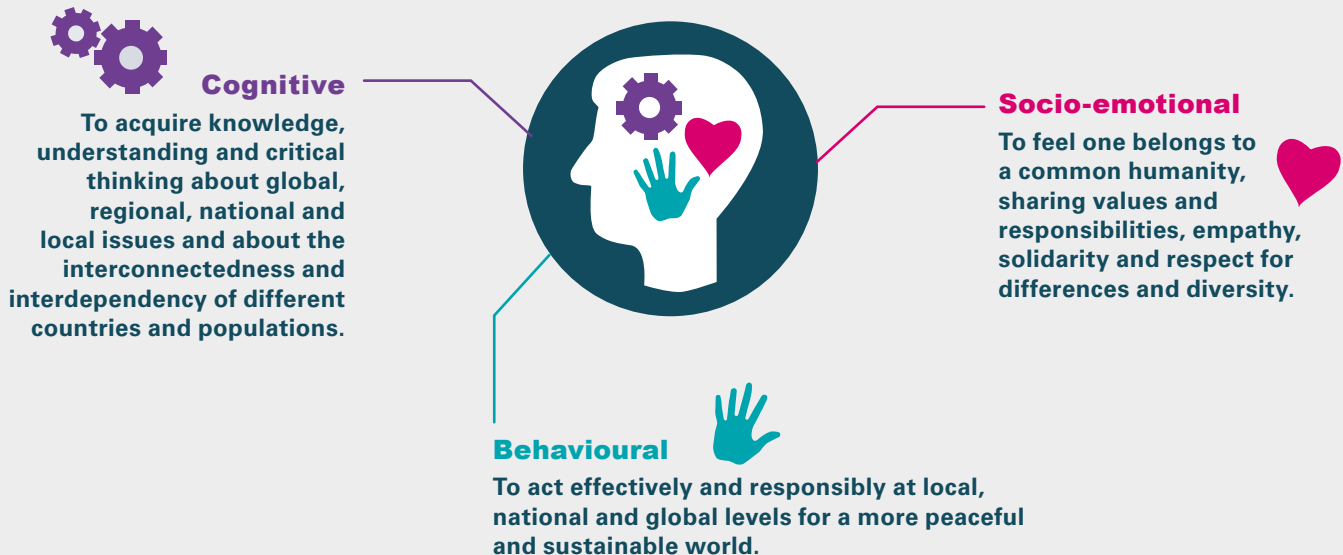 Cognitive
To acquire knowledge,
understanding and critical
thinking about global,
regional, national and
local issues and about the
interconnectedness and
interdependency of different
countries and populations.
Socio-emotional
To feel one belongs to
a common humanity,
sharing values and
responsibilities, empathy,
solidarity and respect for
differences and diversity.
Behavioural
To act effectively and responsibly at local,
national and global levels for a more peaceful
and sustainable world.